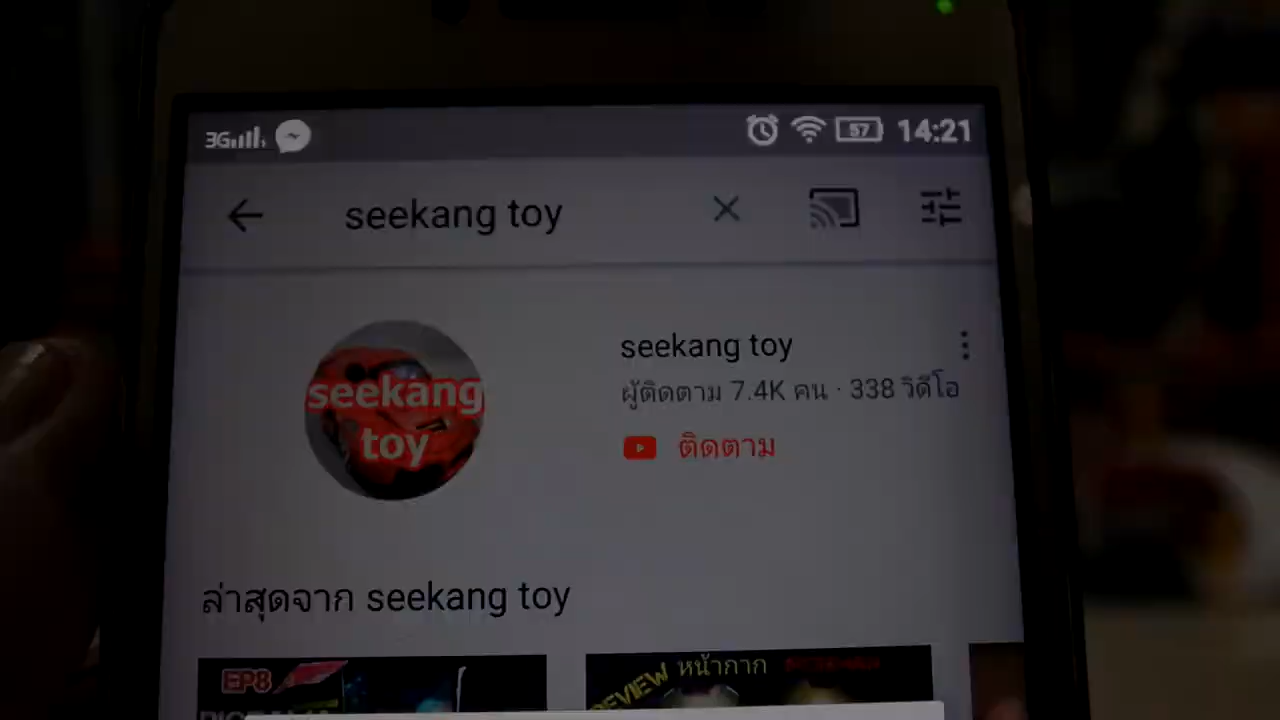 3G 57 14:21
seekang toy
seekang
toy
seekang toy
ผู้ติดตาม 7.4K คน · 338 วิดีโอ
ติดตาม
ล่าสุดจาก seekang toy
EP8
REVIEW หน้ากาก